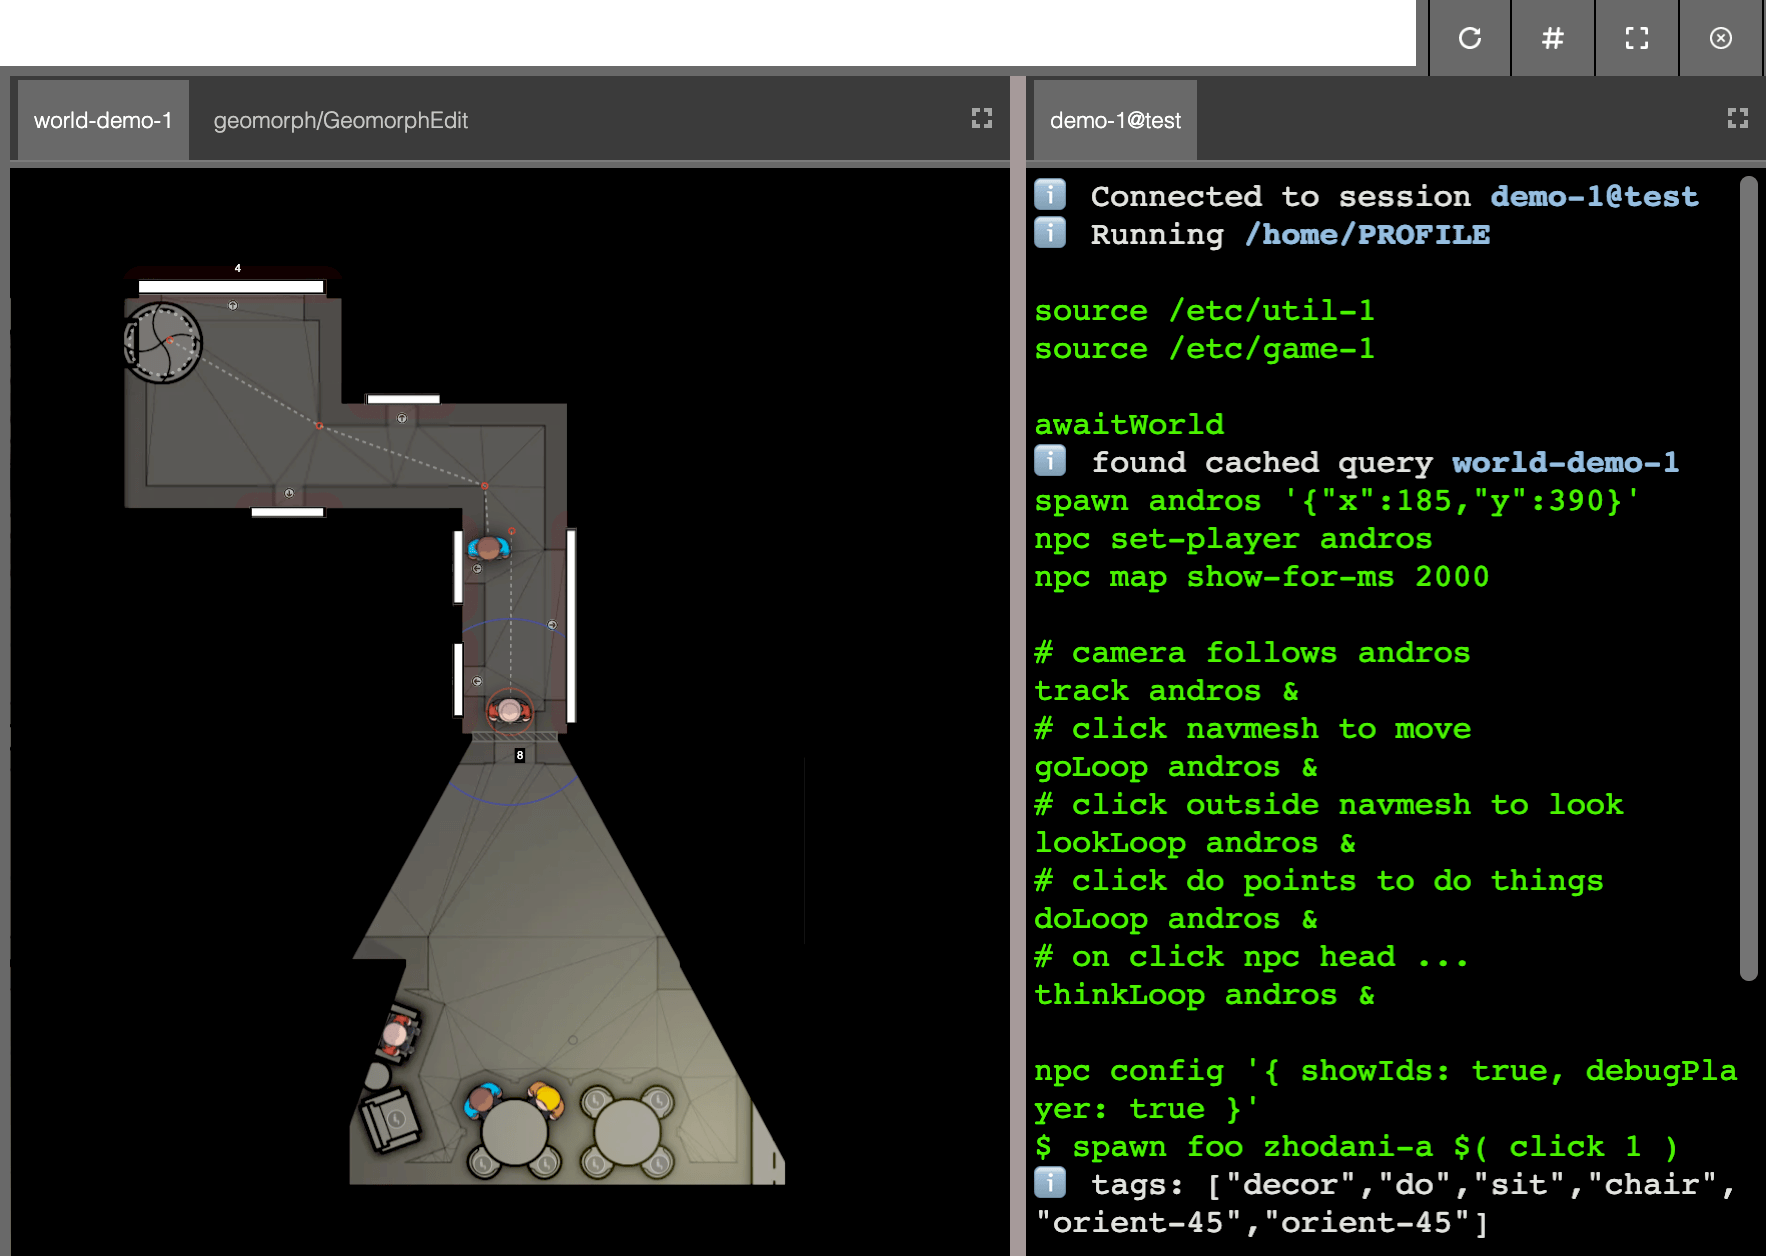 world-demo-1
geomorph/GeomorphEdit
4
8
demo-1@test
Connected to session demo-1@test
Running /home/PROFILE
source /etc/util-1
source /etc/game-1
awaitWorld
found cached query world-demo-1
spawn andros '{"x":185,"y":390}'
npc set-player andros
npc map show-for-ms 2000
# camera follows andros
track andros &
# click navmesh to move
goLoop andros &
# click outside navmesh to look
lookLoop andros &
# click do points to do things
doLoop andros &
# on click npc head ...
thinkLoop andros &
npc config '{ showIds: true, debugPla
yer: true }'
$ spawn foo zhodani-a $( click 1 )
tags: ["decor","do","sit","chair",
"orient-45","orient-45"]